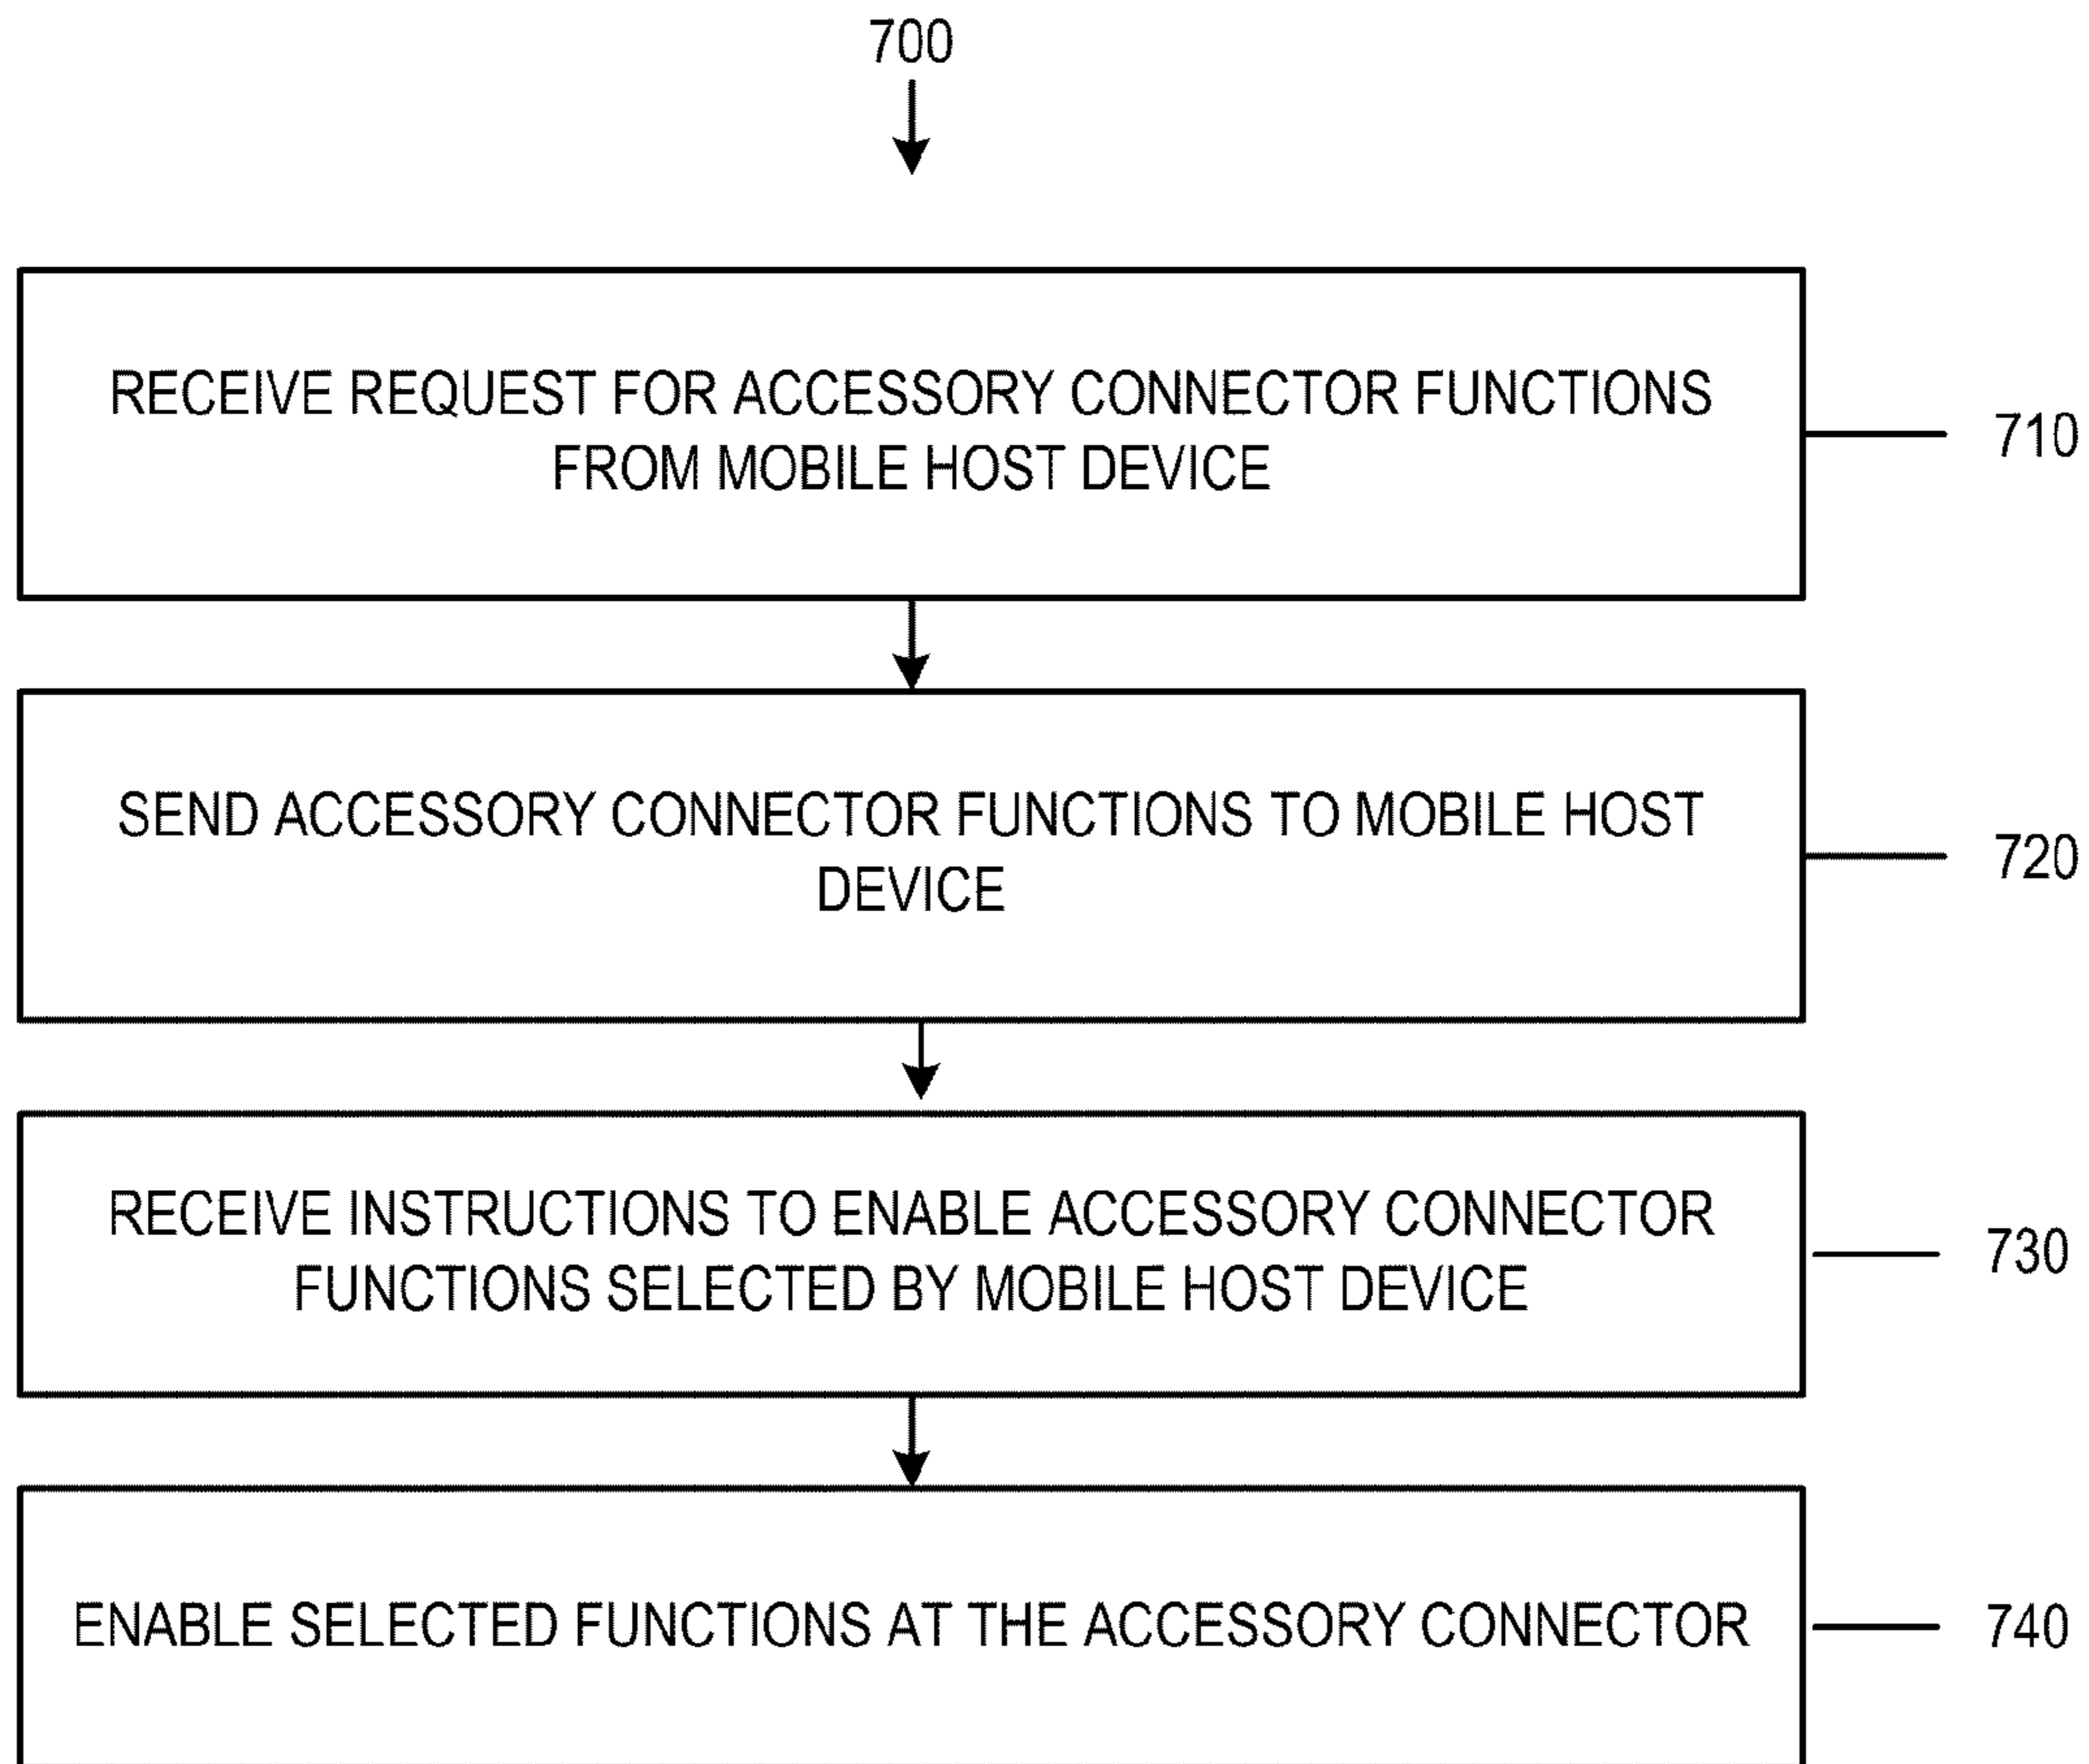 700
RECEIVE REQUEST FOR ACCESSORY CONNECTOR FUNCTIONS
FROM MOBILE HOST DEVICE
710
SEND ACCESSORY CONNECTOR FUNCTIONS TO MOBILE HOST
DEVICE
720
RECEIVE INSTRUCTIONS TO ENABLE ACCESSORY CONNECTOR
FUNCTIONS SELECTED BY MOBILE HOST DEVICE
730
ENABLE SELECTED FUNCTIONS AT THE ACCESSORY CONNECTOR
740